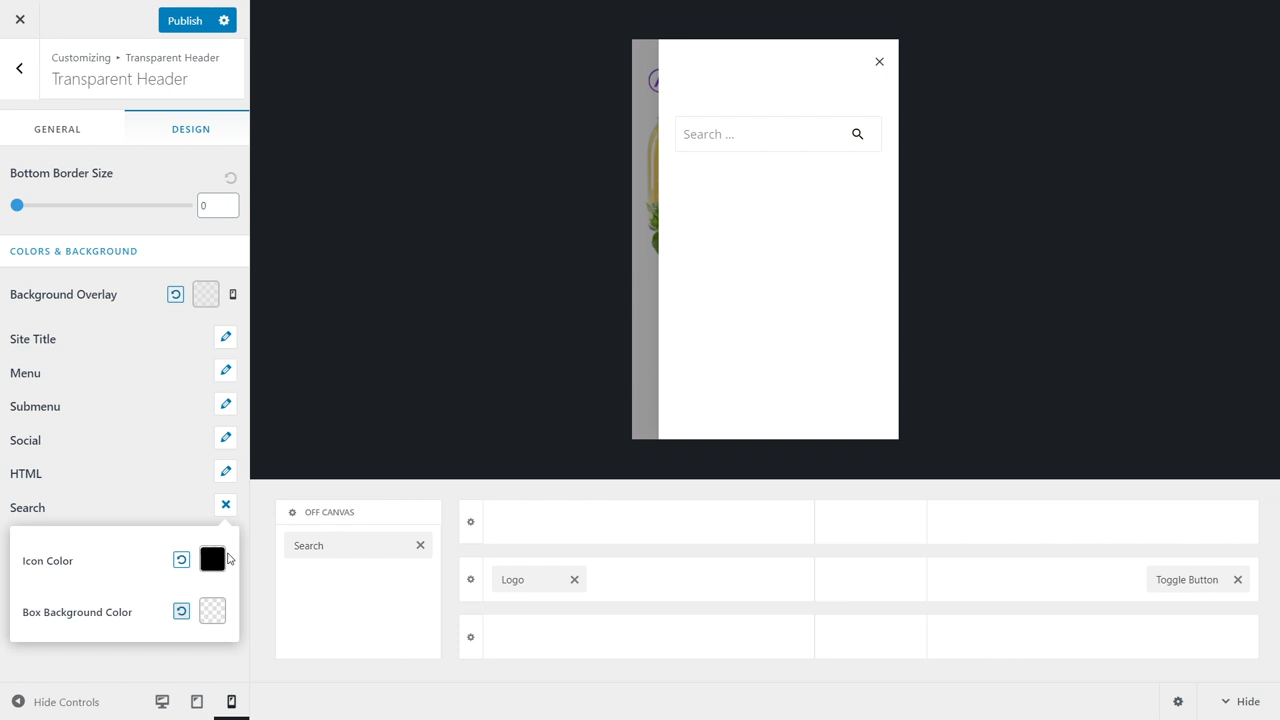 Publish
Customizing ▸ Transparent Header
Transparent Header
GENERAL
DESIGN
Bottom Border Size
0
COLORS & BACKGROUND
Background Overlay
Site Title
Menu
Submenu
Social
HTML
Search
Icon Color
Box Background Color
Hide Controls
Search ...
OFF CANVAS
Search
Logo
Toggle Button
Hide